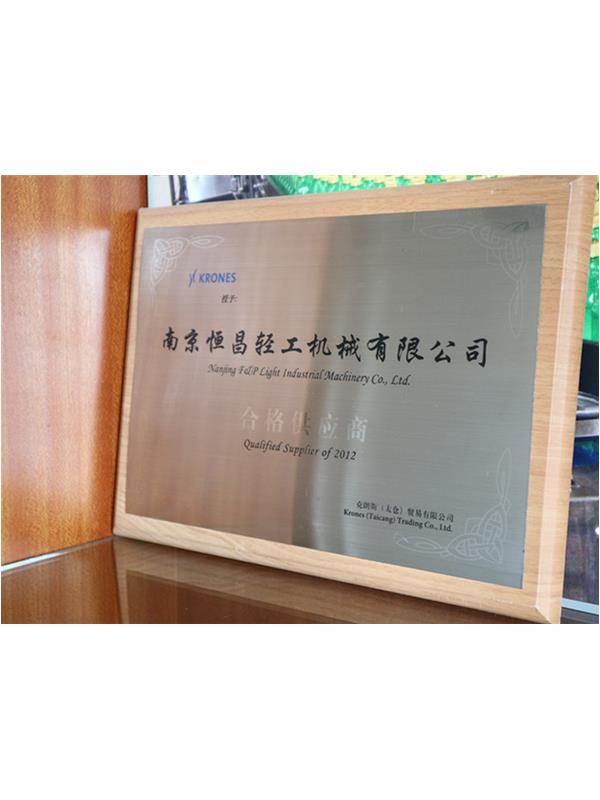 KRONES
授予:
南京恒昌轻工机械有限公司
Nanjing F&P Light Industrial Machinery Co., Ltd.
合格供应商
Qualified Supplier of 2012
克朗斯（太仓）贸易有限公司
Krones (Taicang) Trading Co., Ltd.